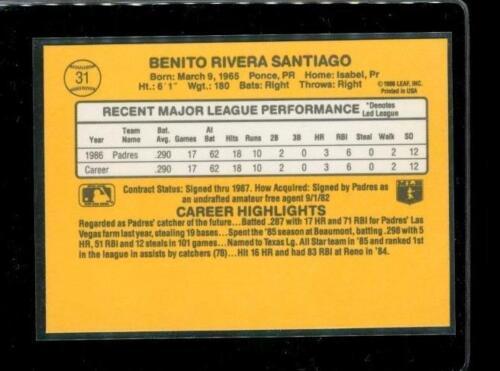 31
BENITO RIVERA SANTIAGO
Born: March 9, 1965 Ponce, PR Home: Isabel, Pr
Ht.: 6'1" Wgt.: 180 Bats: Right Throws: Right
©1986 LEAF, INC.
Printed in USA
RECENT MAJOR LEAGUE PERFORMANCE *Denotes Led League
Year Team Name Bat. Avg. Games At Bat Hits Runs 2B 3B HR RBI Steal Walk SO
1986 Padres .290 17 62 18 10 2 0 3 6 0 2 12
Career .290 17 62 18 10 2 0 3 6 0 2 12
Contract Status: Signed thru 1987. How Acquired: Signed by Padres as
an undrafted amateur free agent 9/1/82
CAREER HIGHLIGHTS
Regarded as Padres' catcher of the future... Batted .287 with 17 HR and 71 RBI for Padres' Las
Vegas farm last year, stealing 19 bases... Spent the '85 season at Beaumont, batting .298 with 5
HR, 51 RBI and 12 steals in 101 games... Named to Texas Lg. All Star team in '85 and ranked 1st
in the league in assists by catchers (78)... Hit 16 HR and had 83 RBI at Reno in '84.